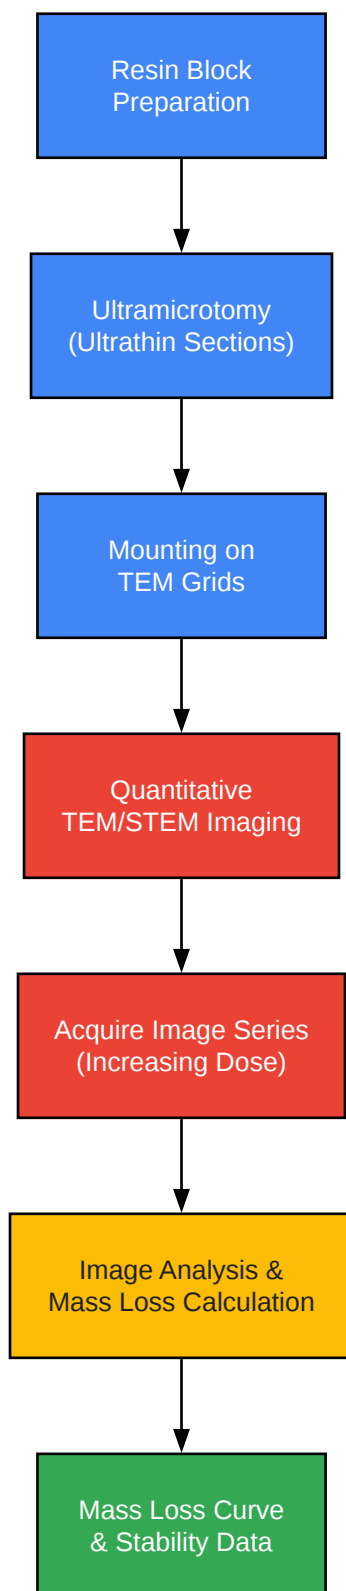 Resin Block
Preparation
Ultramicrotomy
(Ultrathin Sections)
Mounting on
TEM Grids
Quantitative
TEM/STEM Imaging
Acquire Image Series
(Increasing Dose)
Image Analysis &
Mass Loss Calculation
Mass Loss Curve
& Stability Data